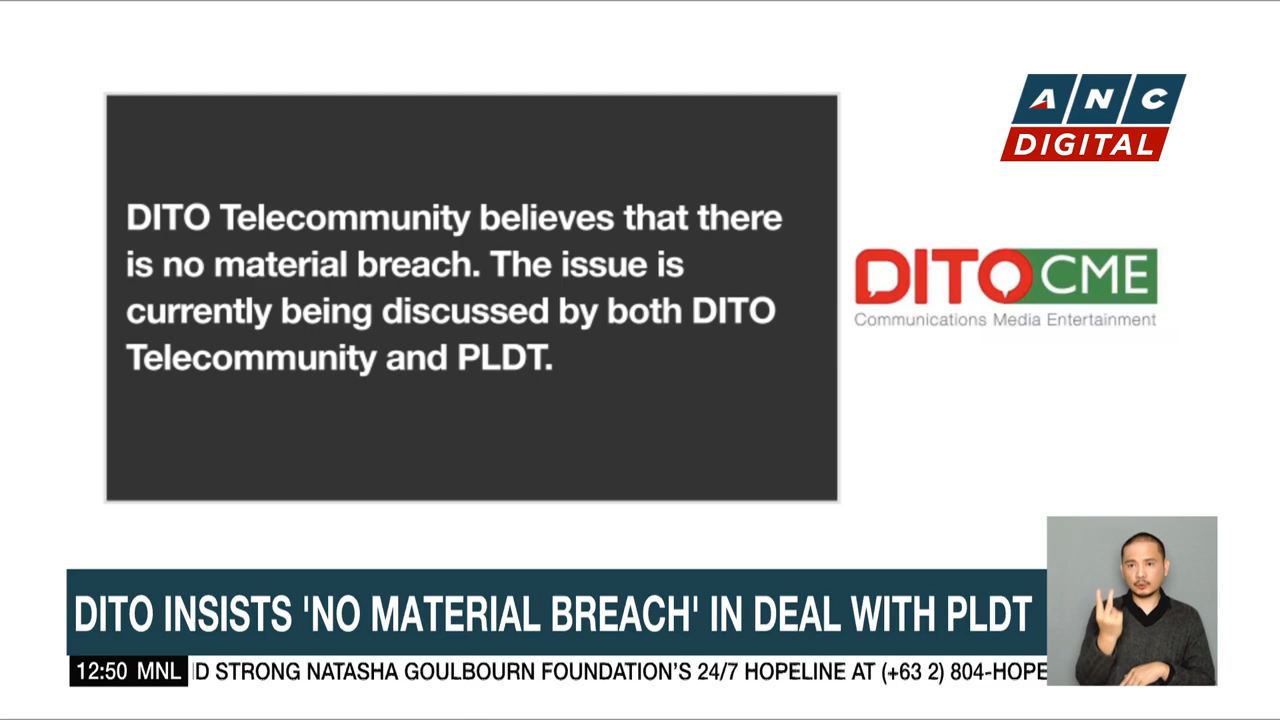 ANC
DIGITAL
DITO Telecommunity believes that there
is no material breach. The issue is
currently being discussed by both DITO
Telecommunity and PLDT.
DITO CME
Communications Media Entertainment
DITO INSISTS 'NO MATERIAL BREACH' IN DEAL WITH PLDT
12:50 MNL STRONG NATASHA GOULBOURN FOUNDATION'S 24/7 HOPELINE AT (+63 2) 804-HOPE